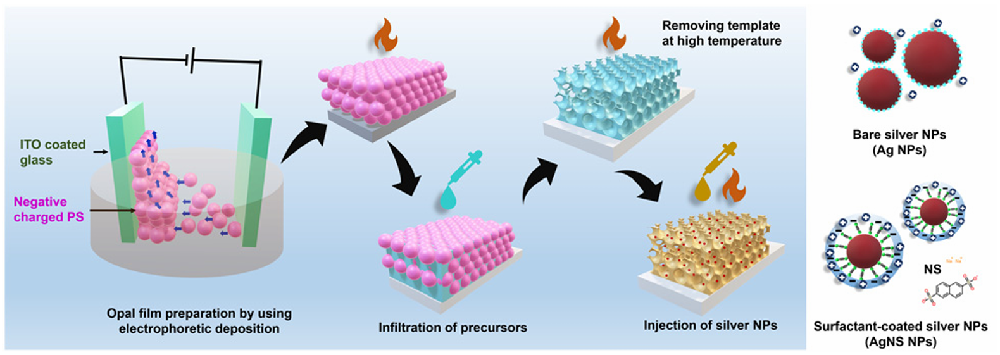 Removing template
at high temperature
ITO coated
glass
Negative
charged PS
Opal film preparation by using
electrophoretic deposition
Infiltration of precursors
Injection of silver NPs
Bare silver NPs
(Ag NPs)
NS
Surfactant-coated silver NPs
(AgNS NPs)